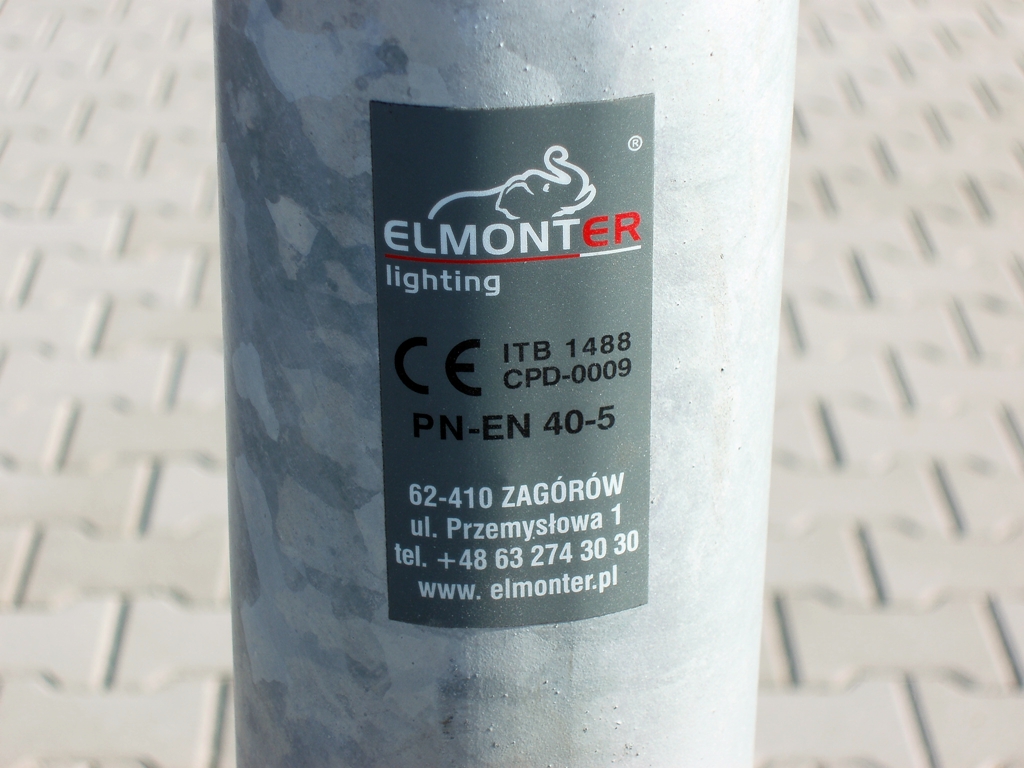 ®
ELMONTER
lighting
CE ITB 1488
CPD-0009
PN-EN 40-5
62-410 ZAGÓRÓW
ul. Przemysłowa 1
tel. +48 63 274 30 30
www. elmonter.pl